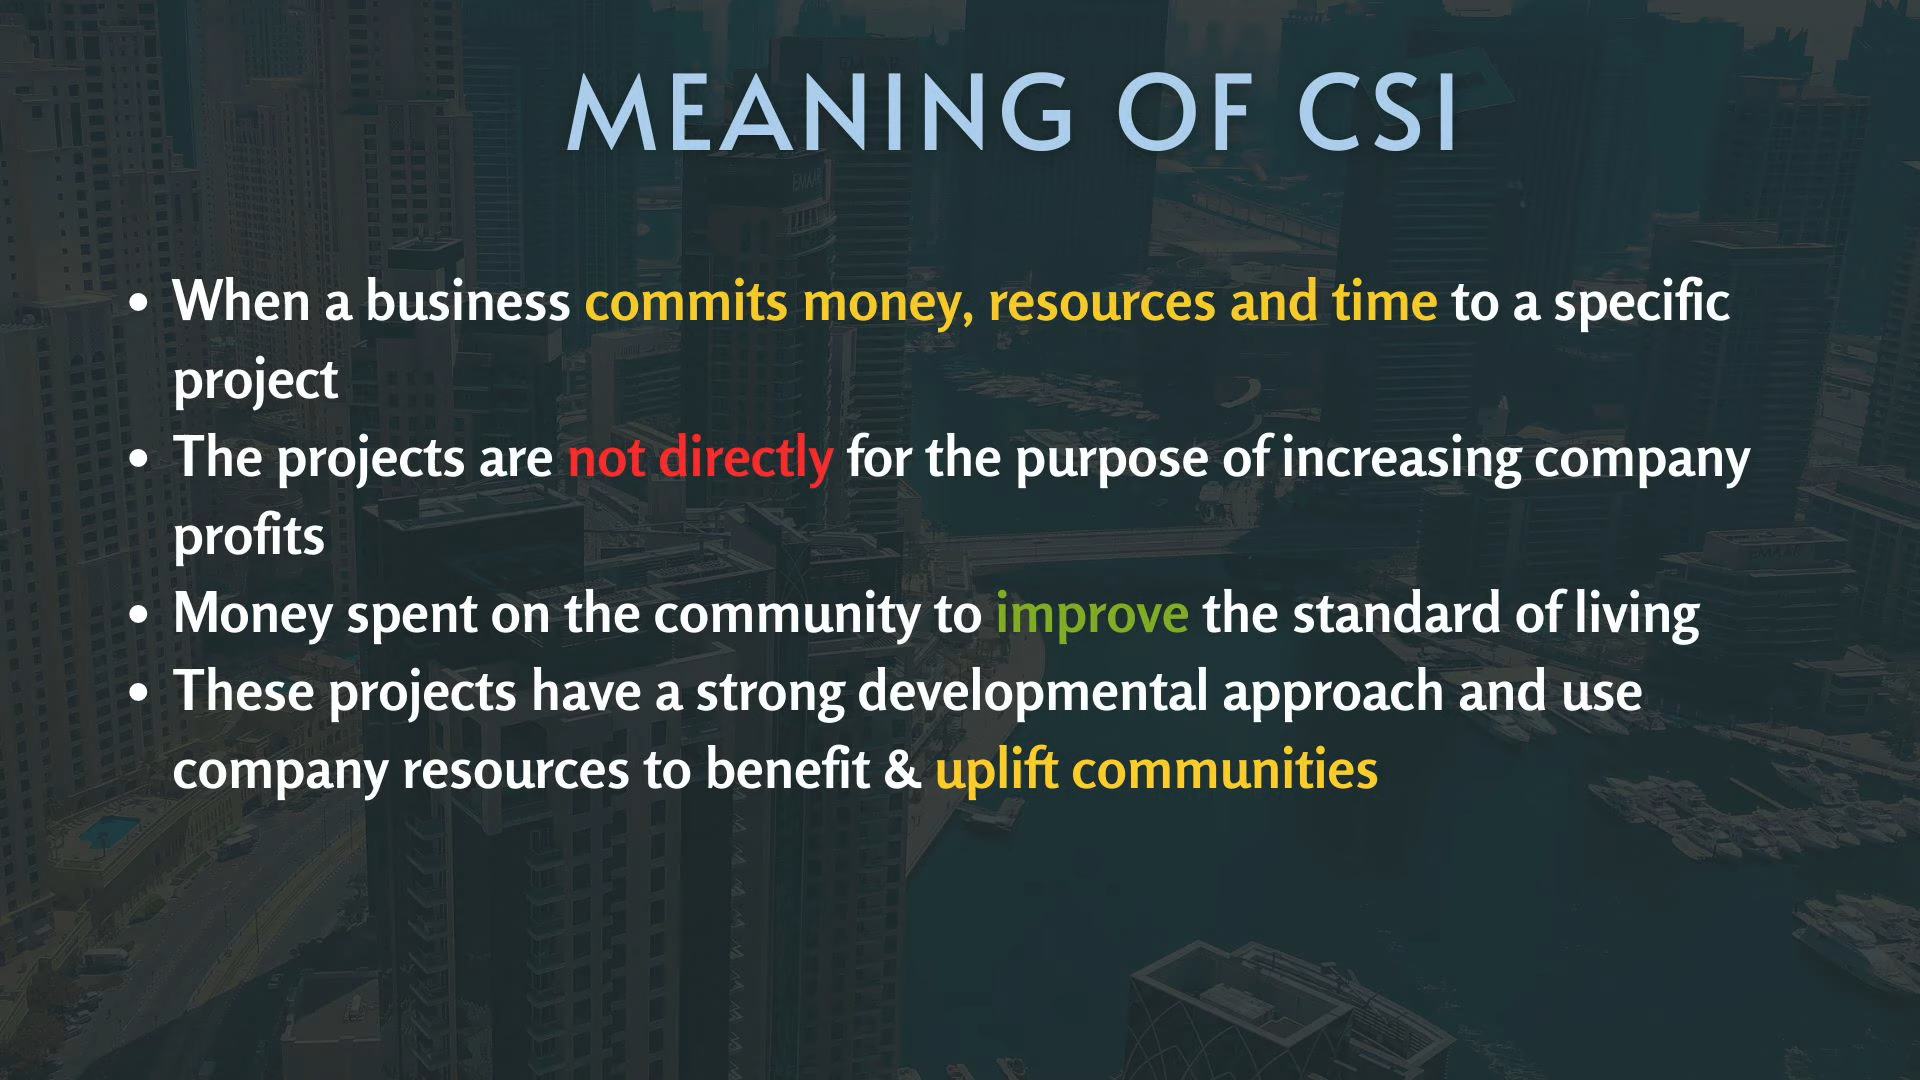 MEANING OF CSI
• When a business commits money, resources and time to a specific
project
• The projects are not directly for the purpose of increasing company
profits
• Money spent on the community to improve the standard of living
• These projects have a strong developmental approach and use
company resources to benefit & uplift communities
EMAAR
EMAAR